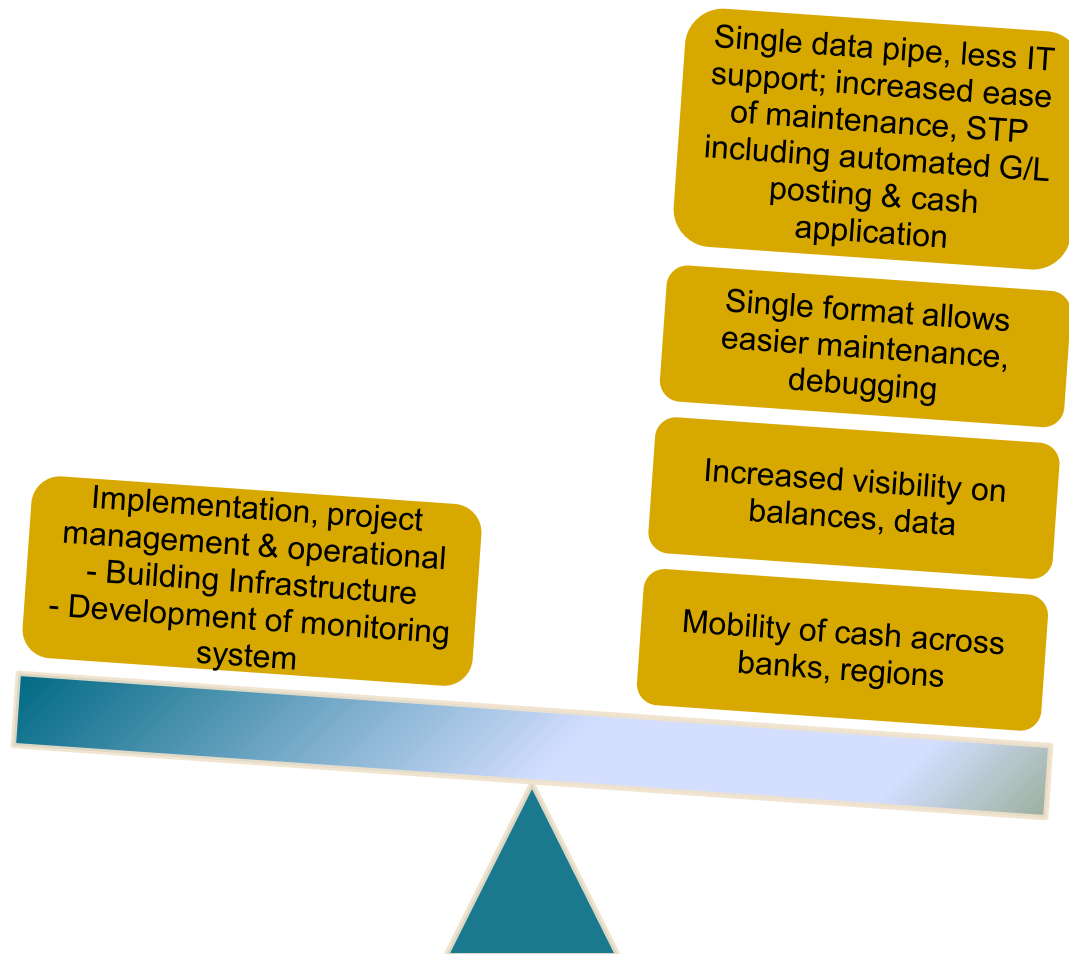 Single data pipe, less IT
support; increased ease
of maintenance, STP
including automated G/L
posting & cash
application
Single format allows
easier maintenance,
debugging
Increased visibility on
balances, data
Mobility of cash across
banks, regions
Implementation, project
management & operational
- Building Infrastructure
- Development of monitoring
system